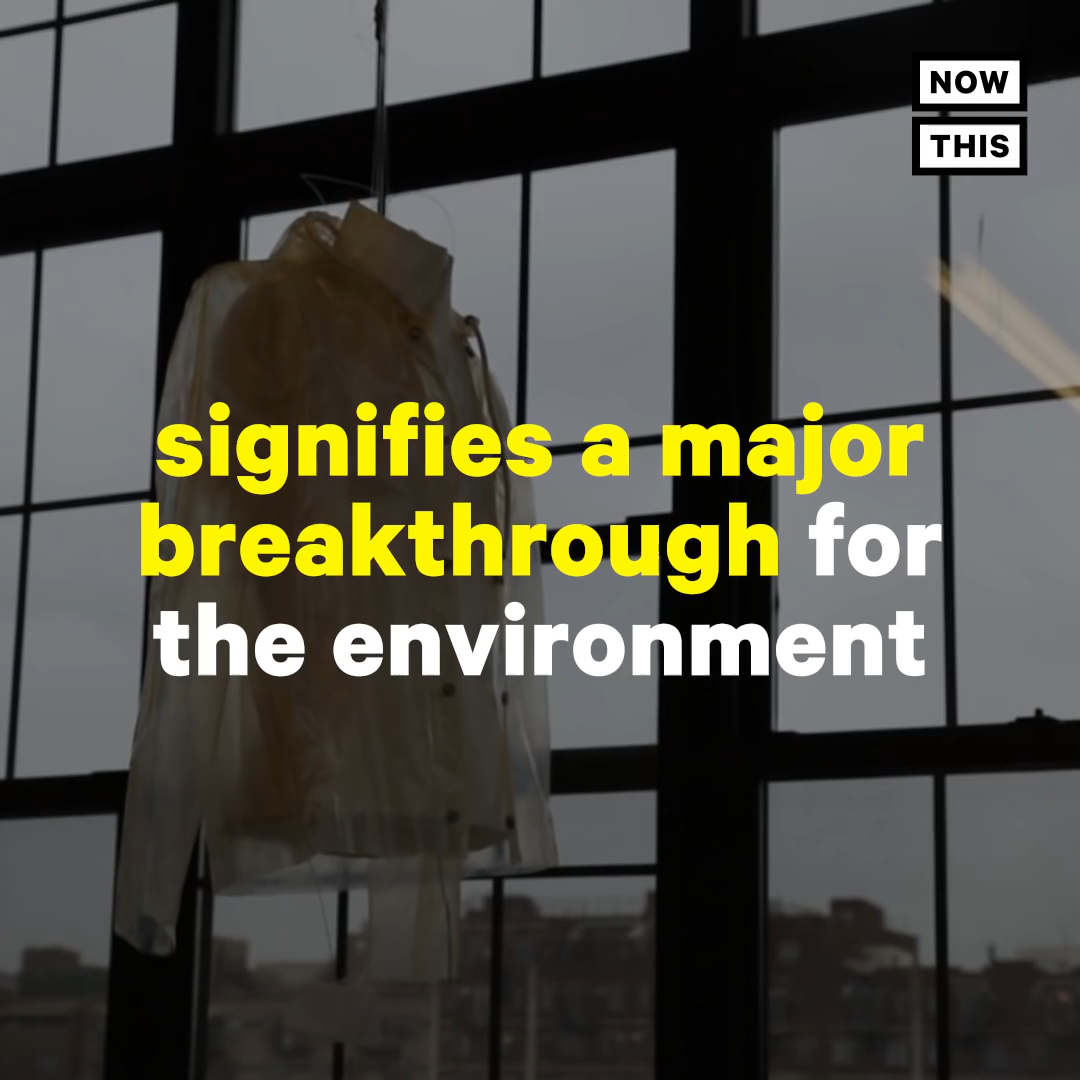 NOW
THIS
signifies a major
breakthrough for
the environment